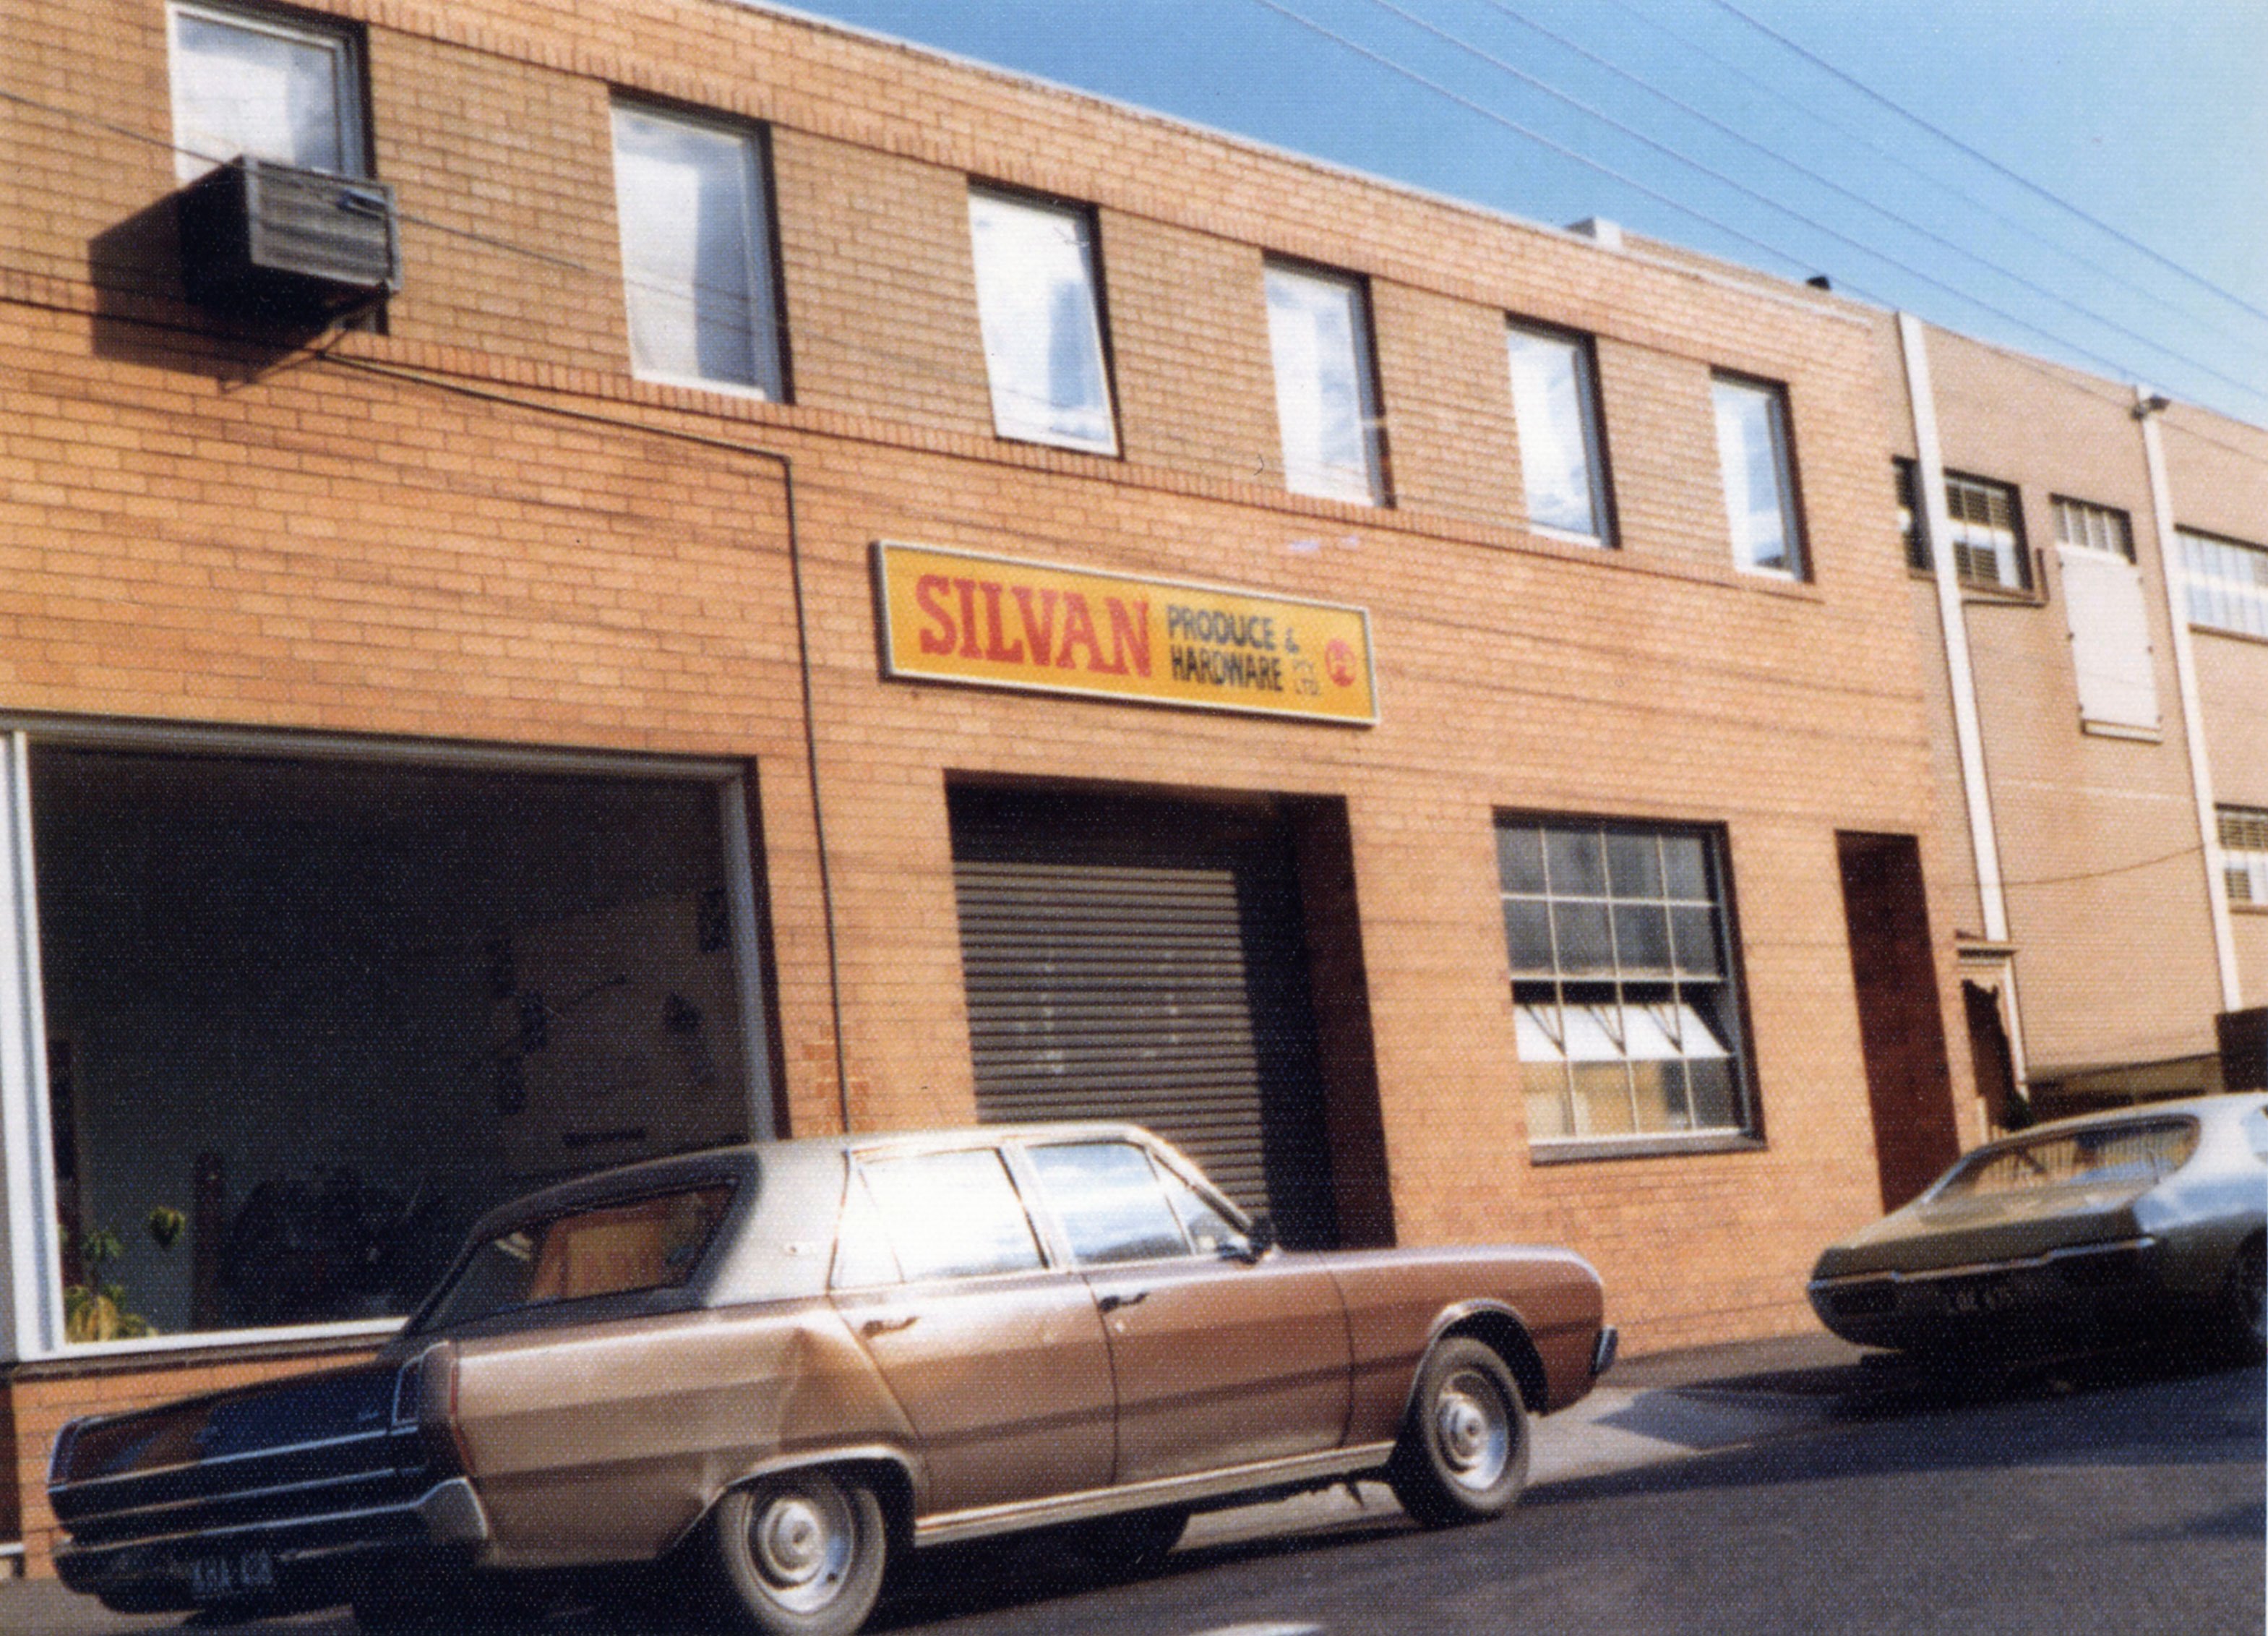 SILVAN
PRODUCE &
HARDWARE PTY.
LTD.